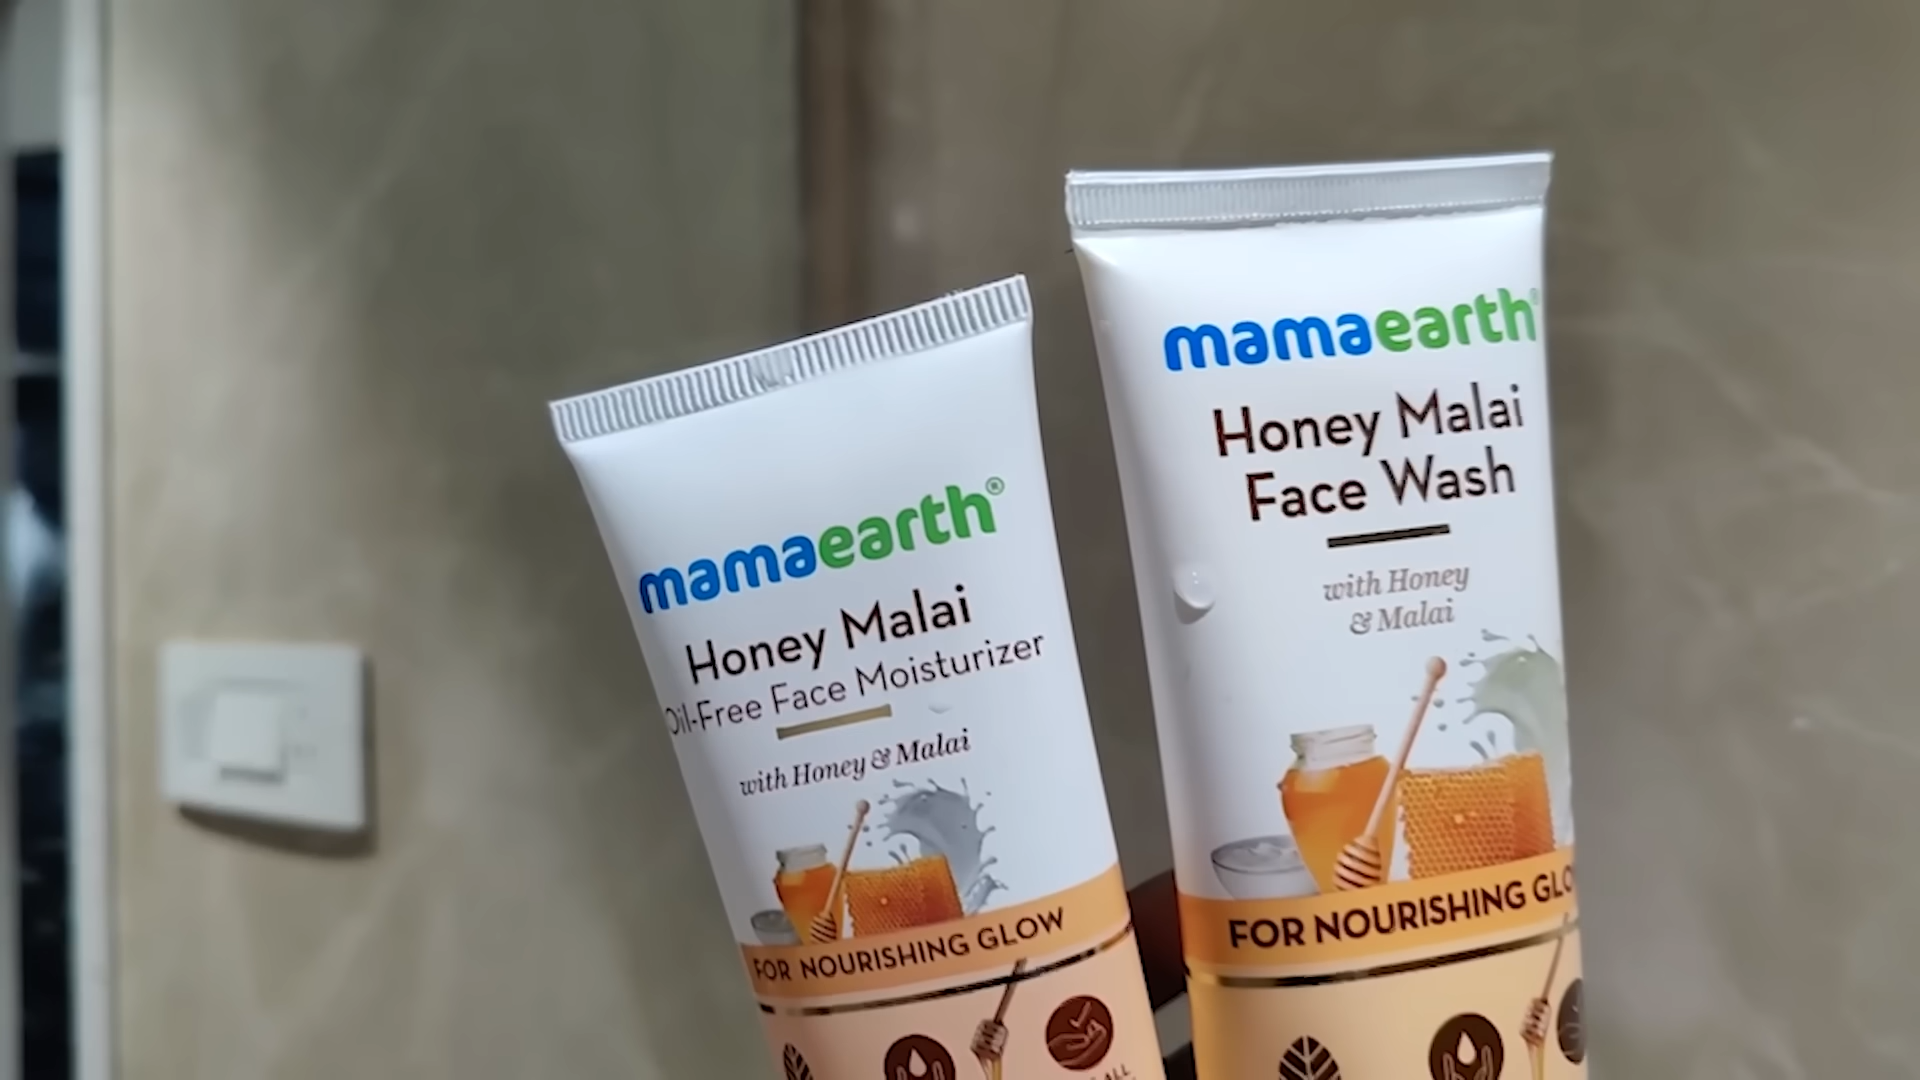 mamaearth®
Honey Malai
Oil-Free Face Moisturizer
with Honey & Malai
FOR NOURISHING GLOW
ALL
mamaearth®
Honey Malai
Face Wash
with Honey
& Malai
FOR NOURISHING GLO